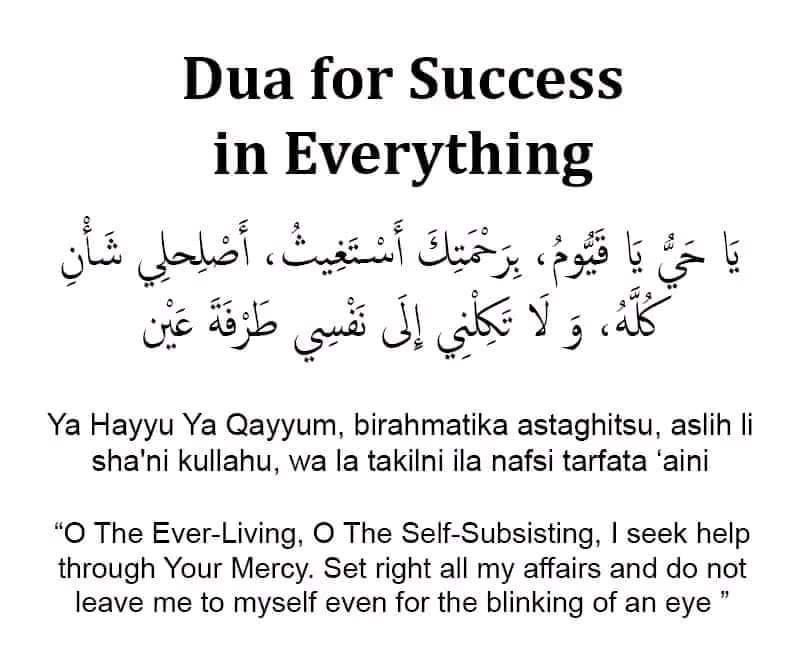 Dua for Success
in Everything
يَا حَيُّ يَا قَيُّومُ، بِرَحْمَتِكَ أَسْتَغِيثُ، أَصْلِحلِي شَأْنِ
كُلَّهُ، وَ لَا تَكِلْنِي إِلَى نَفْسِي طَرْفَةَ عَيْن
Ya Hayyu Ya Qayyum, birahmatika astaghitsu, aslih li
sha'ni kullahu, wa la takilni ila nafsi tarfata ‘aini
“O The Ever-Living, O The Self-Subsisting, I seek help
through Your Mercy. Set right all my affairs and do not
leave me to myself even for the blinking of an eye ”